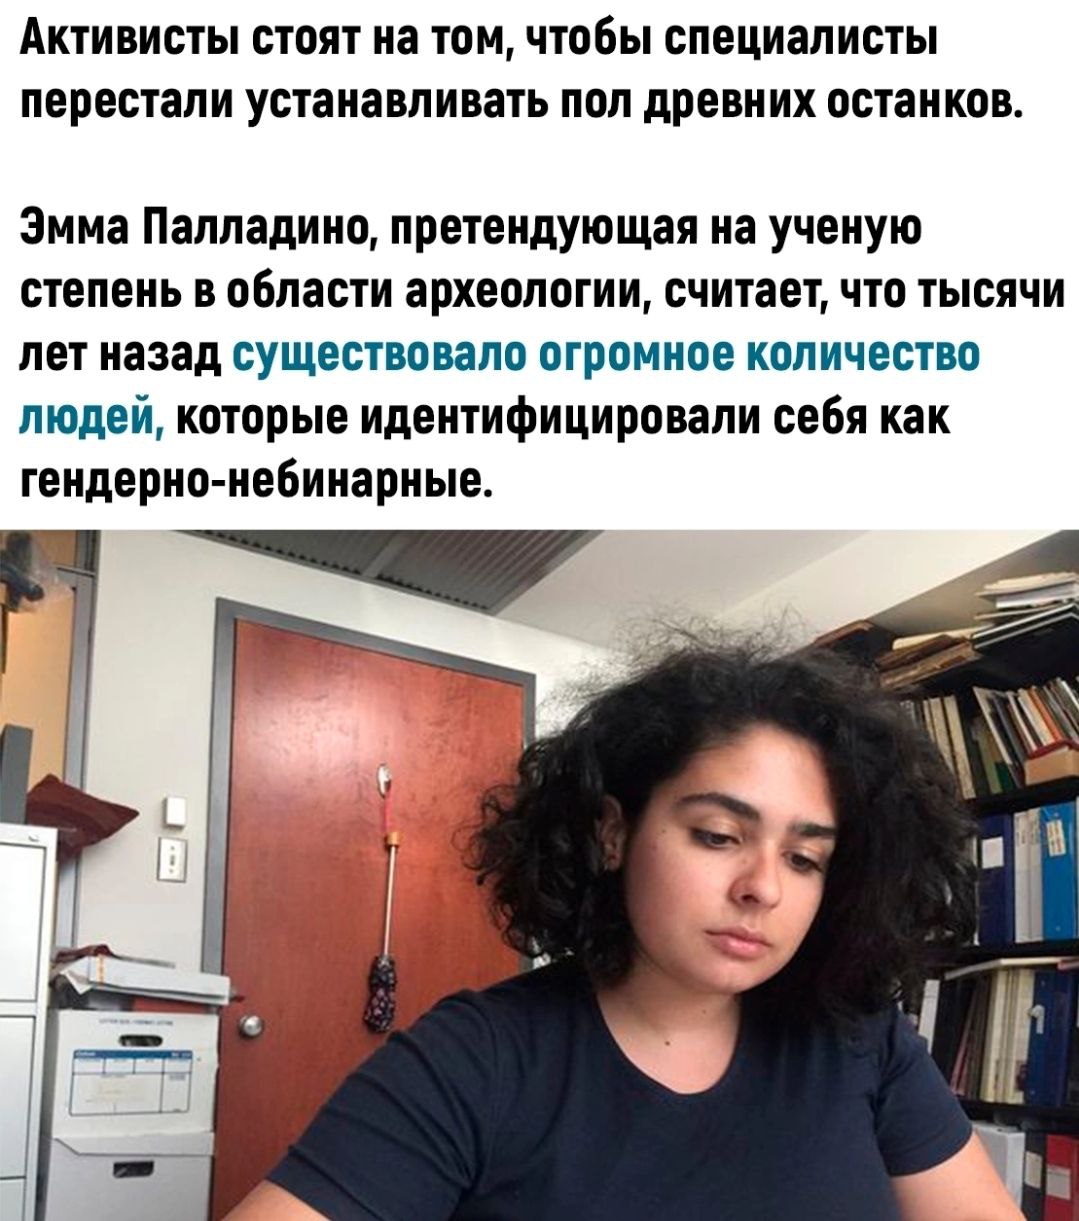 Активисты стоят на том, чтобы специалисты
перестали устанавливать пол древних останков.
Эмма Палладино, претендующая на ученую
степень в области археологии, считает, что тысячи
лет назад существовало огромное количество
людей, которые идентифицировали себя как
гендерно-небинарные.